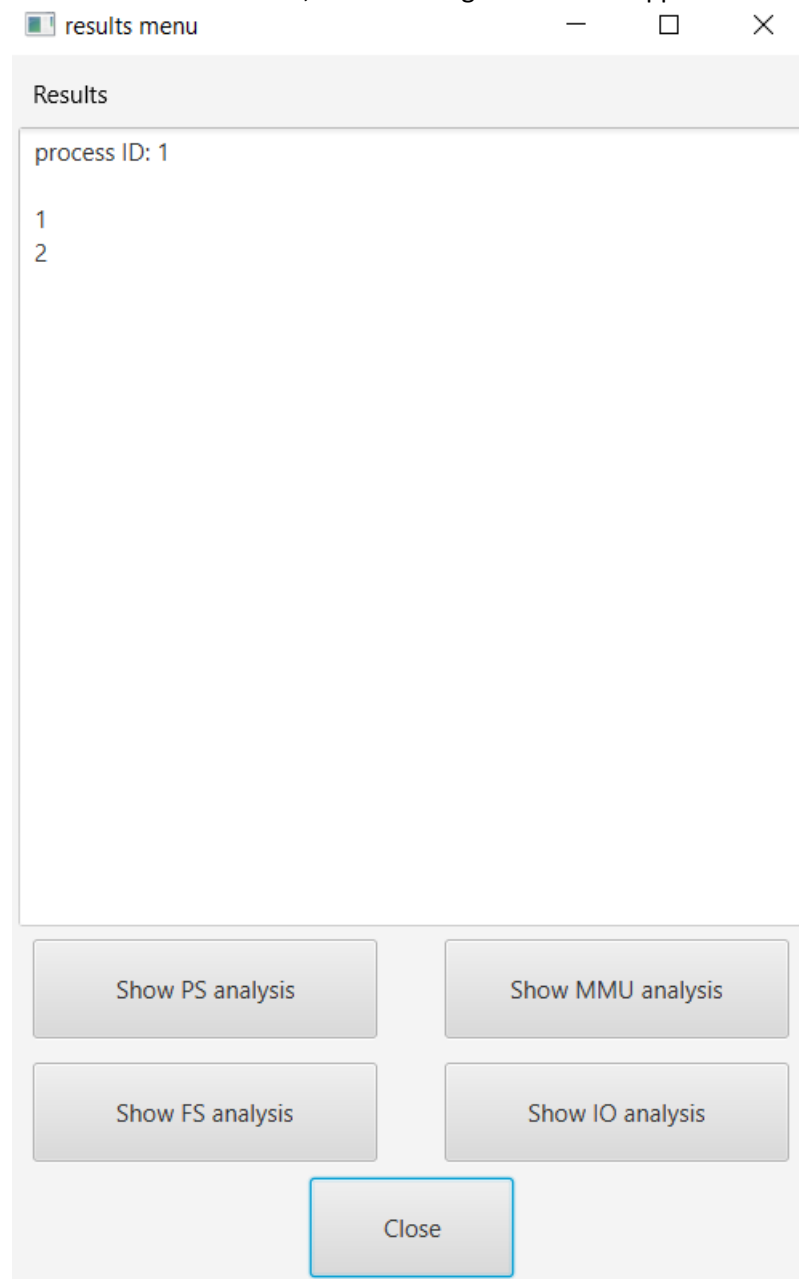 results menu
Results
process ID: 1
1
2
Show PS analysis
Show MMU analysis
Show FS analysis
Show IO analysis
Close